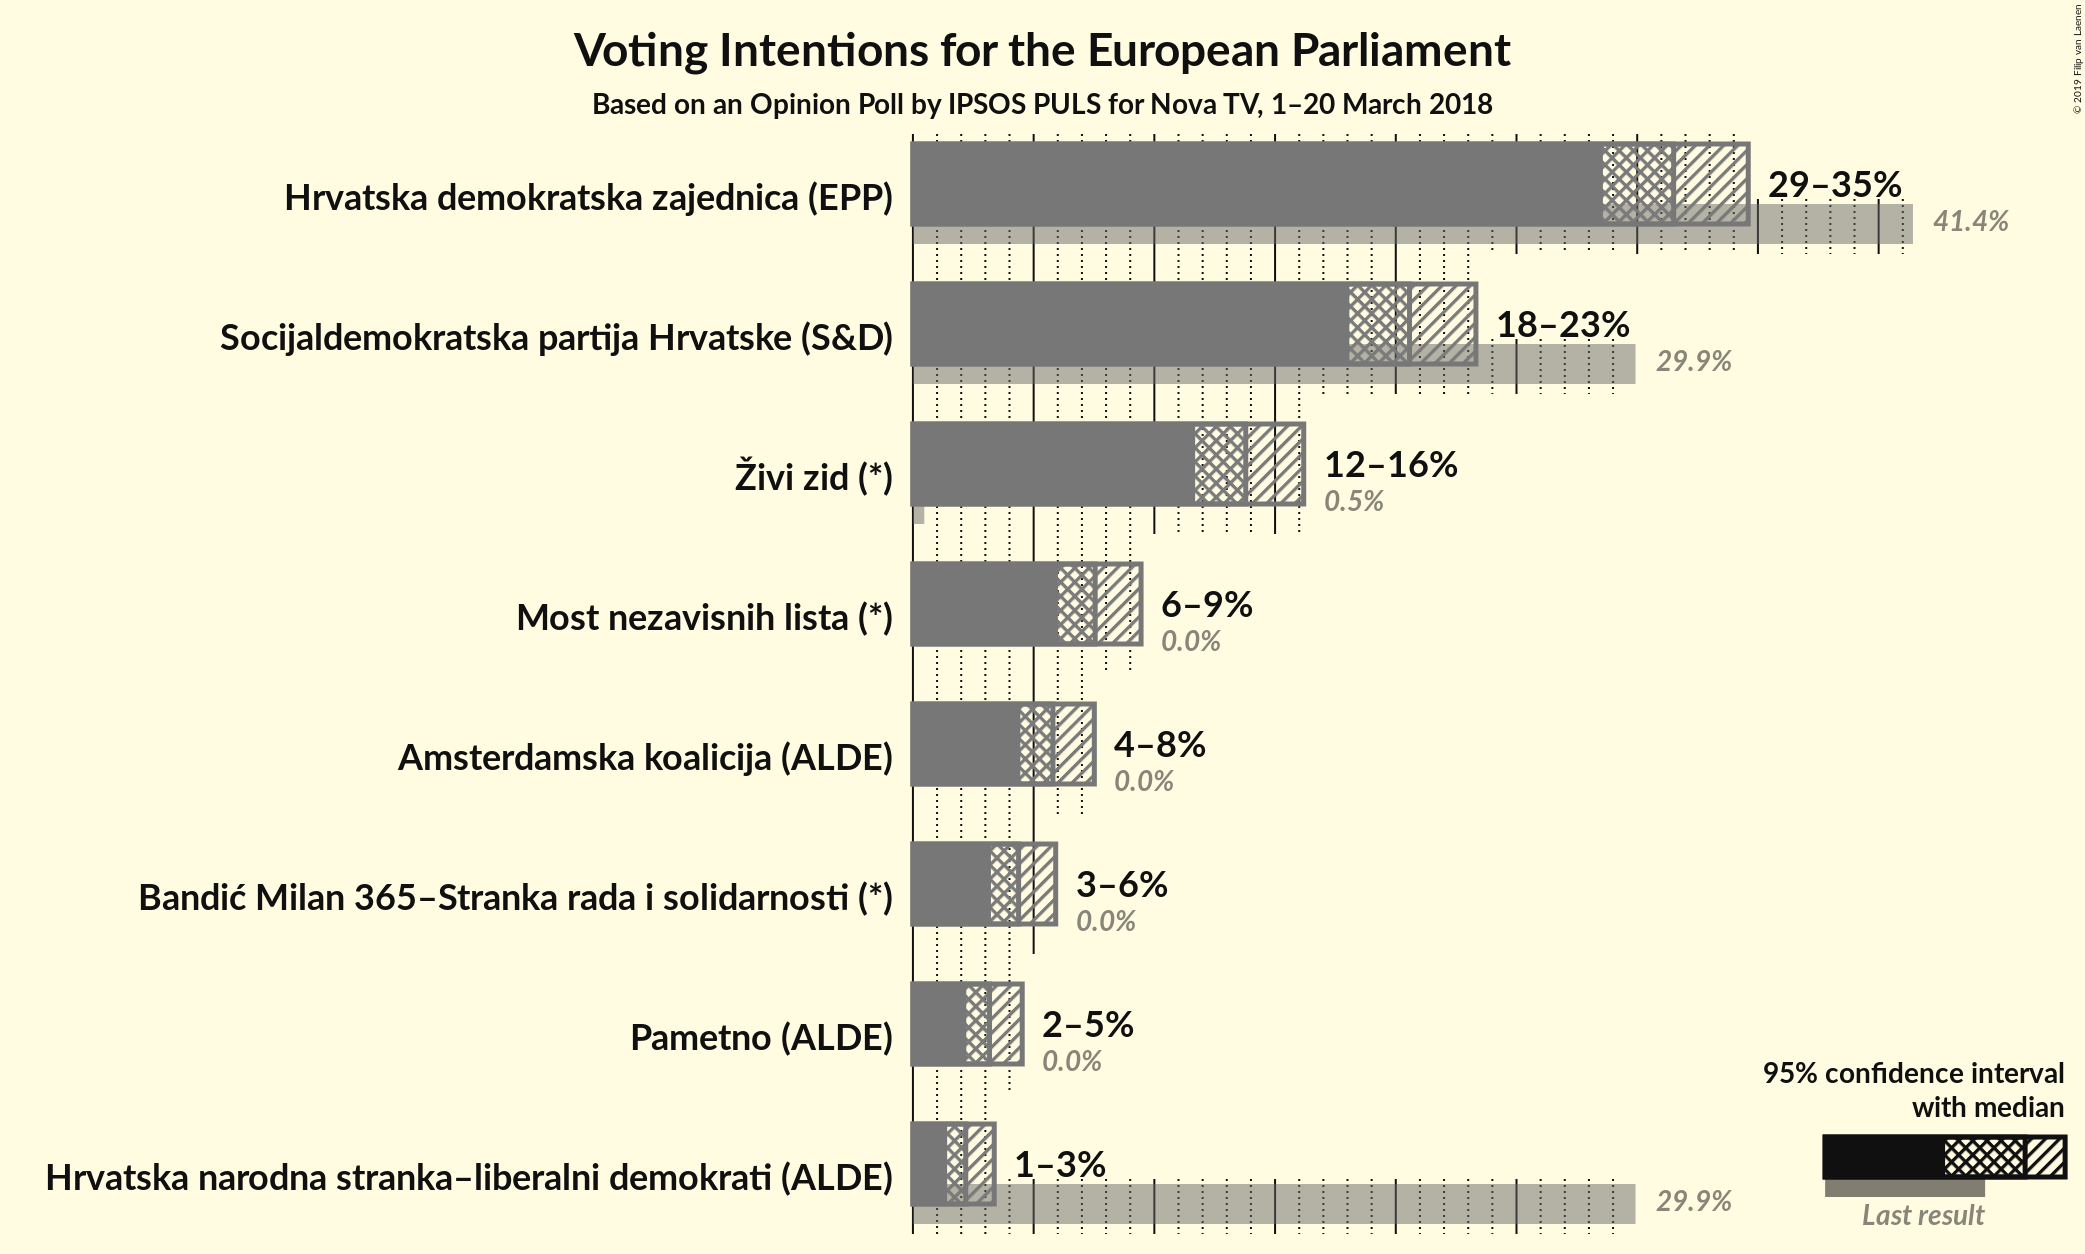 Voting Intentions for the European Parliament
Based on an Opinion Poll by IPSOS PULS for Nova TV, 1–20 March 2018
© 2019 Filip van Laenen
Hrvatska demokratska zajednica (EPP)
29–35%
41.4%
Socijaldemokratska partija Hrvatske (S&D)
18–23%
29.9%
Živi zid (*)
12–16%
0.5%
Most nezavisnih lista (*)
6–9%
0.0%
Amsterdamska koalicija (ALDE)
4–8%
0.0%
Bandić Milan 365–Stranka rada i solidarnosti (*)
3–6%
0.0%
Pametno (ALDE)
2–5%
0.0%
Hrvatska narodna stranka–liberalni demokrati (ALDE)
1–3%
29.9%
95% confidence interval
with median
Last result